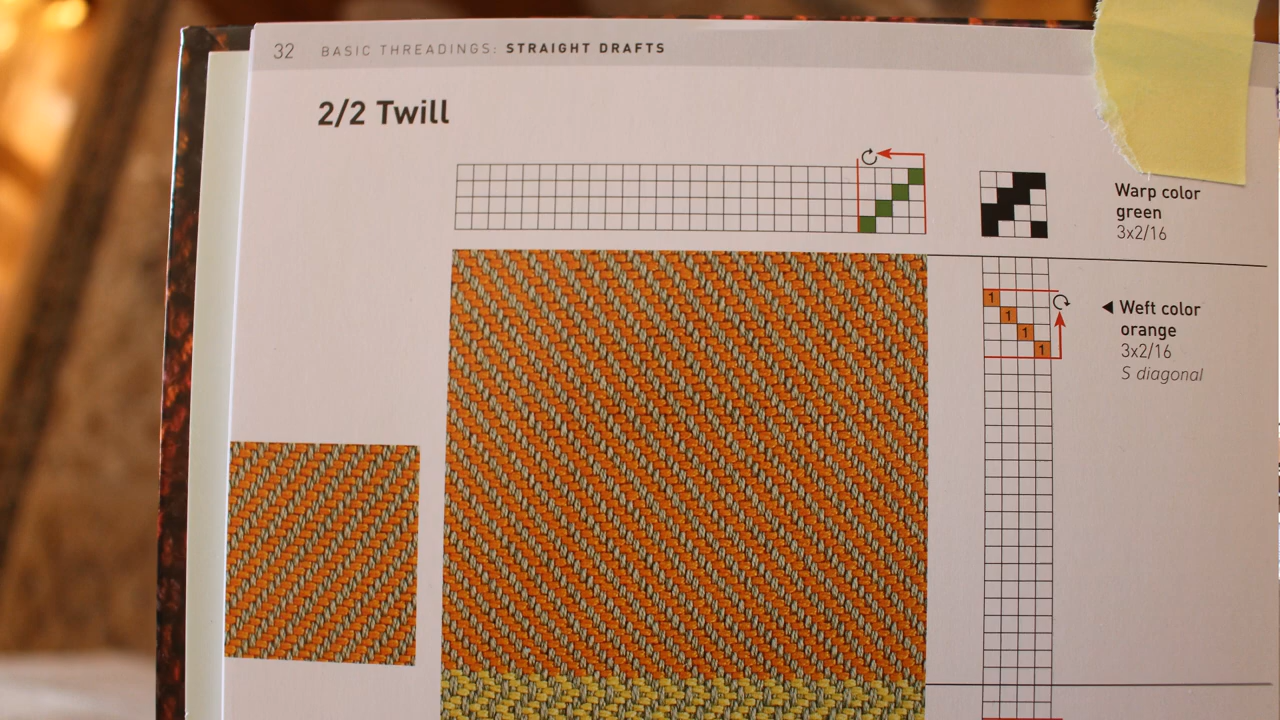 32 BASIC THREADINGS: STRAIGHT DRAFTS
2/2 Twill
Warp color
green
3x2/16
1
1
1
1
◀ Weft color
orange
3x2/16
S diagonal